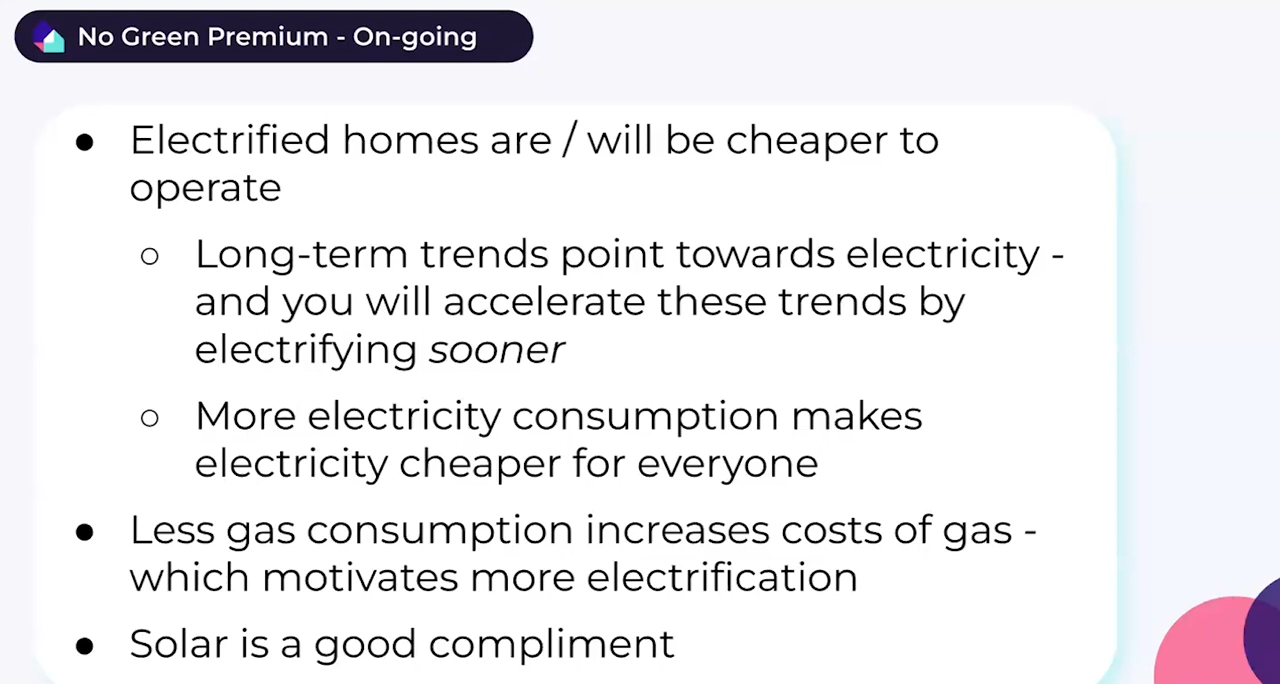 No Green Premium - On-going
● Electrified homes are / will be cheaper to
operate
○ Long-term trends point towards electricity -
and you will accelerate these trends by
electrifying sooner
○ More electricity consumption makes
electricity cheaper for everyone
● Less gas consumption increases costs of gas -
which motivates more electrification
● Solar is a good compliment